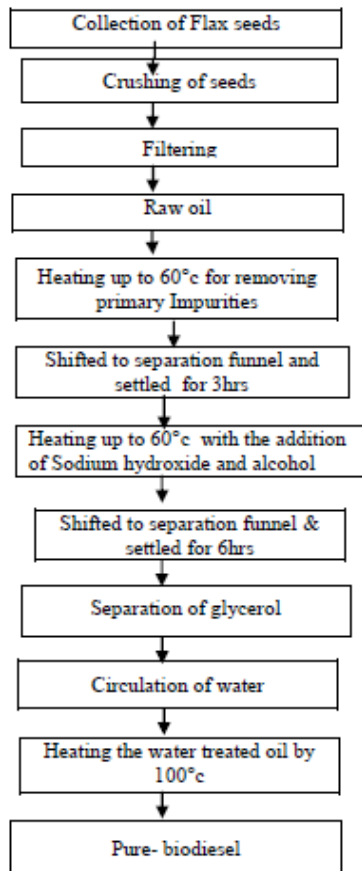 Collection of Flax seeds
Crushing of seeds
Filtering
Raw oil
Heating up to 60°c for removing
primary Impurities
Shifted to separation funnel and
settled for 3hrs
Heating up to 60°c with the addition
of Sodium hydroxide and alcohol
Shifted to separation funnel &
settled for 6hrs
Separation of glycerol
Circulation of water
Heating the water treated oil by
100°c
Pure- biodiesel